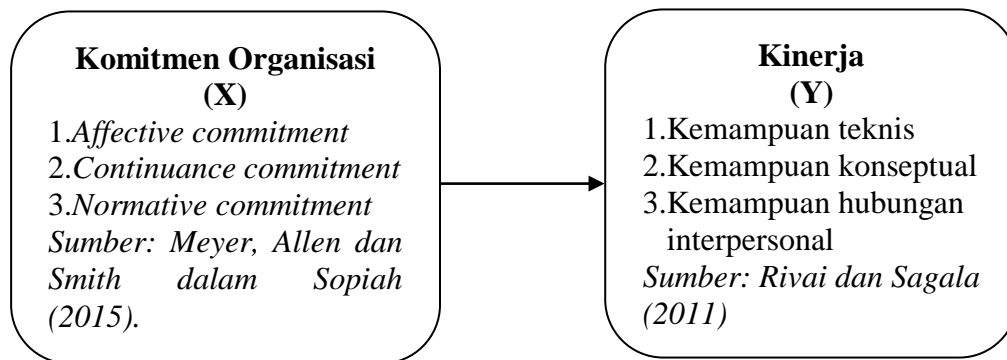 Komitmen Organisasi
(X)
1.Affective commitment
2.Continuance commitment
3.Normative commitment
Sumber: Meyer, Allen dan
Smith dalam Sopiah
(2015).
Kinerja
(Y)
1.Kemampuan teknis
2.Kemampuan konseptual
3.Kemampuan hubungan
interpersonal
Sumber: Rivai dan Sagala
(2011)